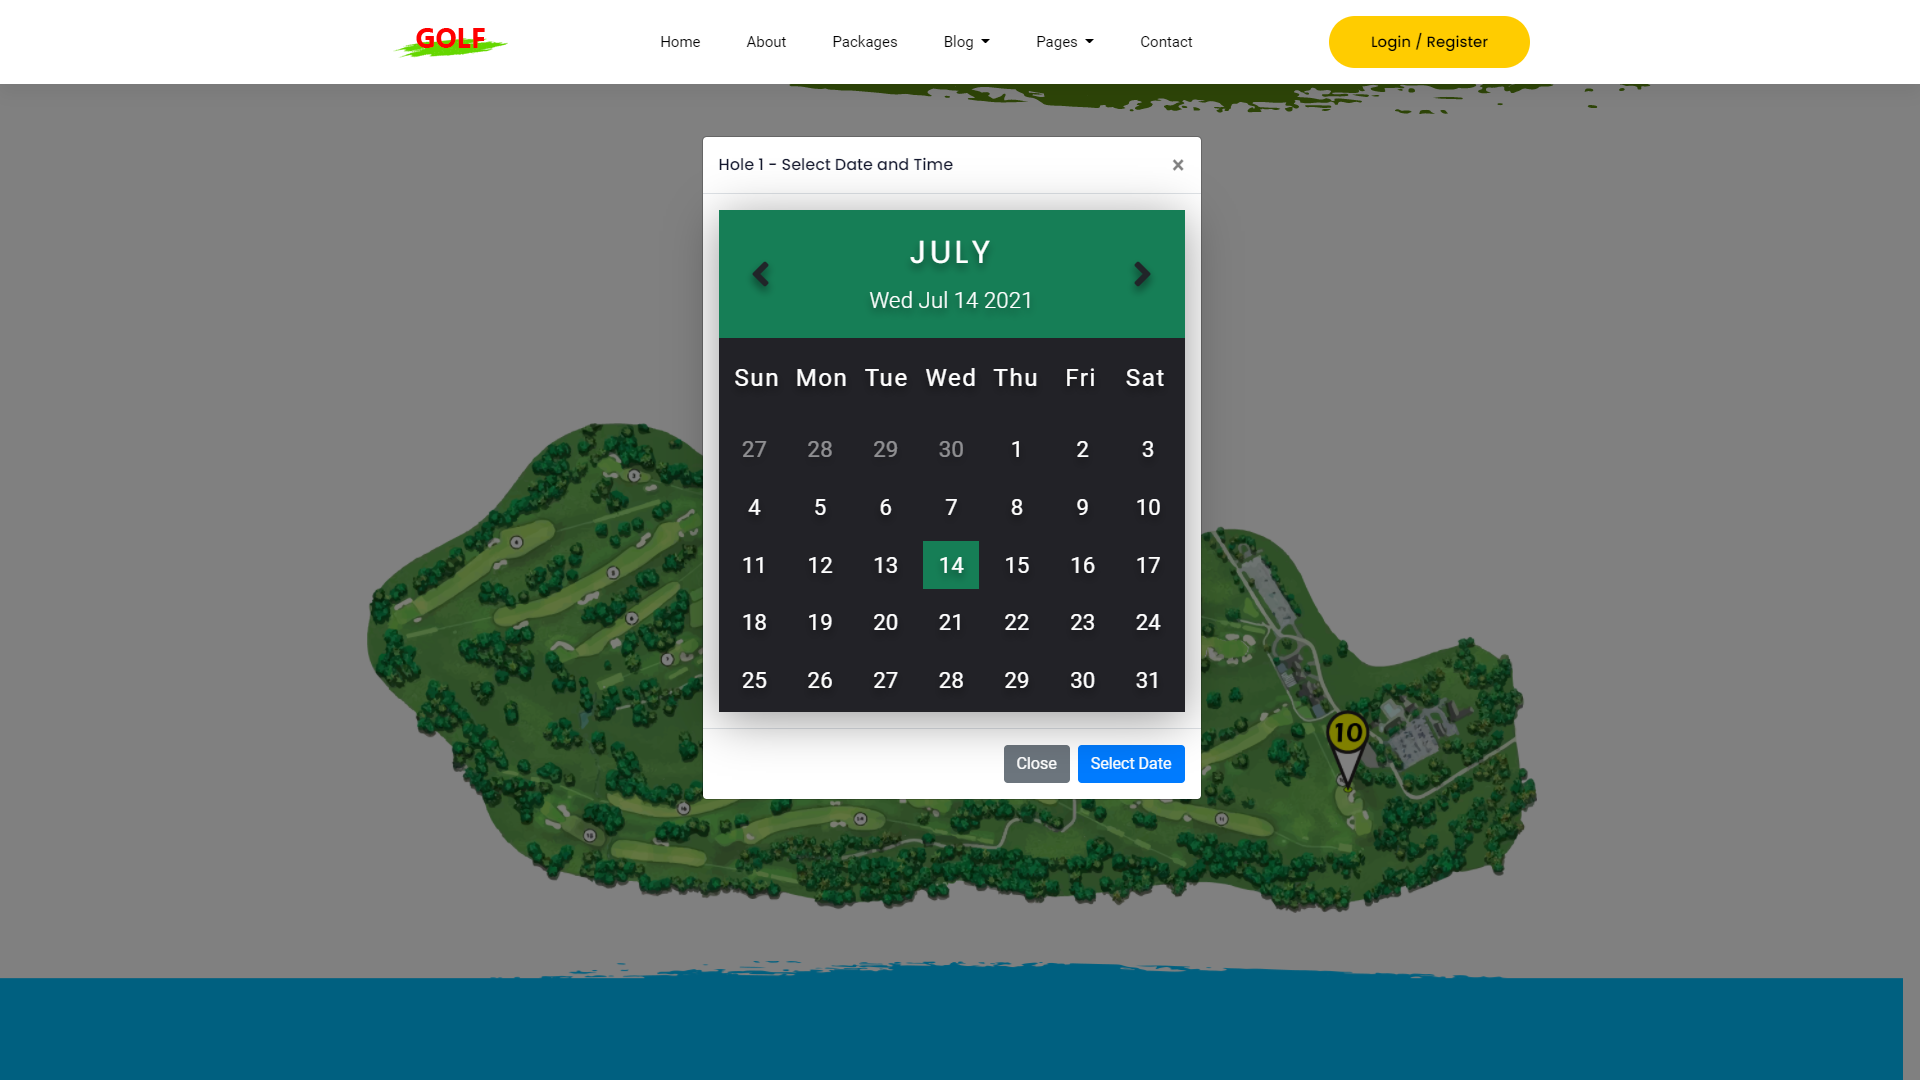 GOLF
Home About Packages Blog Pages Contact
Login / Register
Hole 1 - Select Date and Time
×
JULY
Wed Jul 14 2021
Sun Mon Tue Wed Thu Fri Sat
27 28 29 30 1 2 3
4 5 6 7 8 9 10
11 12 13 14 15 16 17
18 19 20 21 22 23 24
25 26 27 28 29 30 31
10
Close Select Date